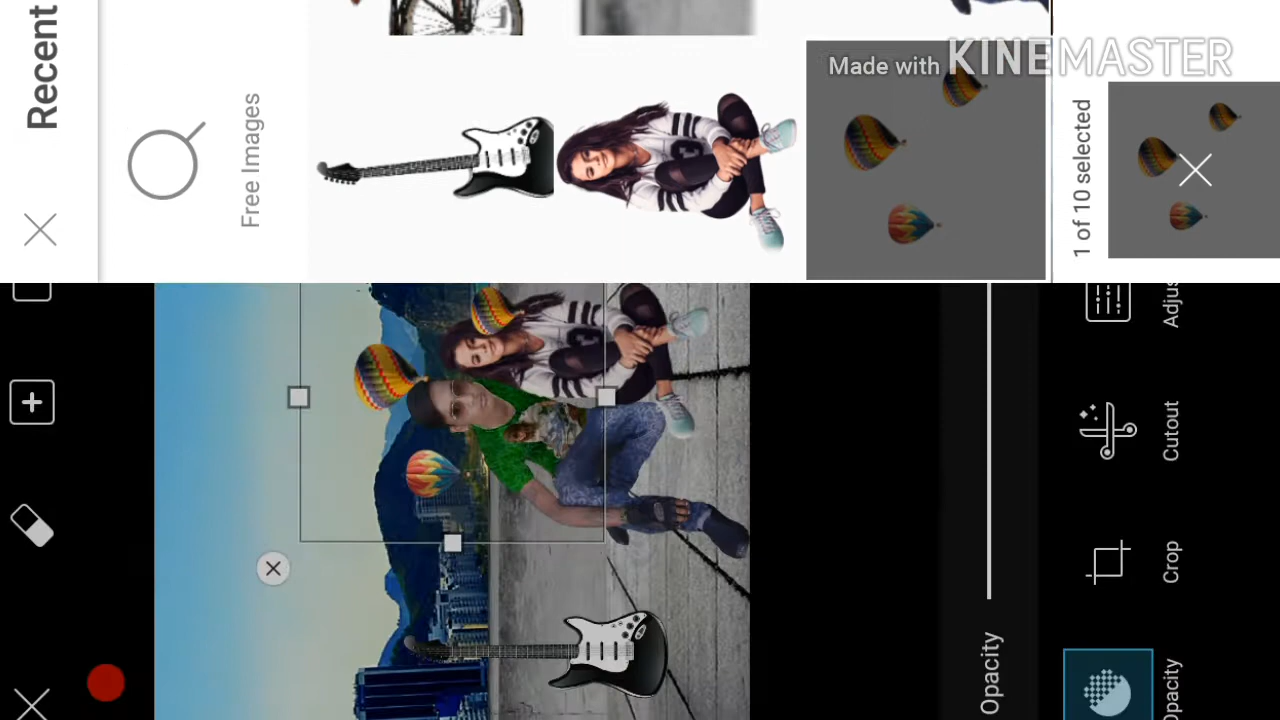 Recent
Free Images
Made with KINEMASTER
1 of 10 selected
Adjus
Cutout
Crop
Opacity
Opacity